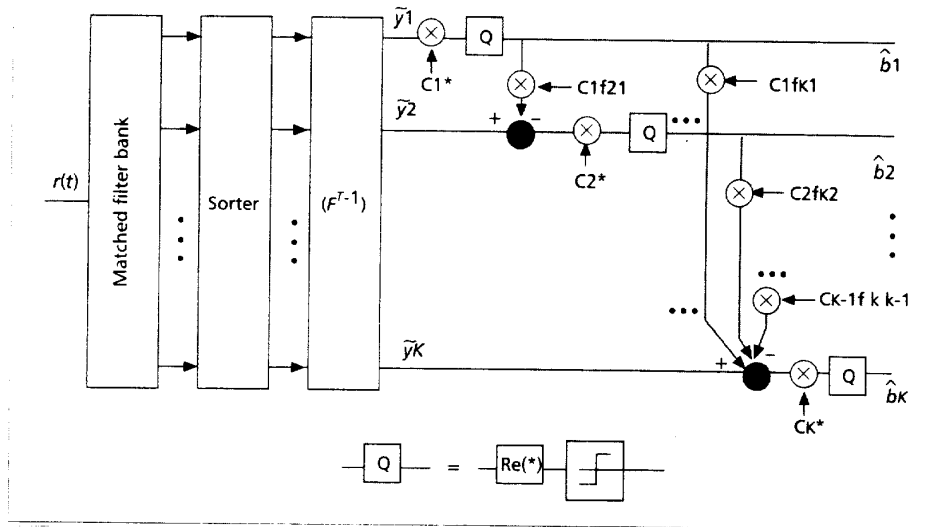 ỹ1
Q
b̂1
C1*
C1f21
C1fK1
ỹ2
+
−
Q
C2*
b̂2
r(t)
Matched filter bank
Sorter
(F^T-1)
C2fK2
CK-1f k k-1
ỹK
+
−
Q
b̂K
CK*
Q
=
Re(*)